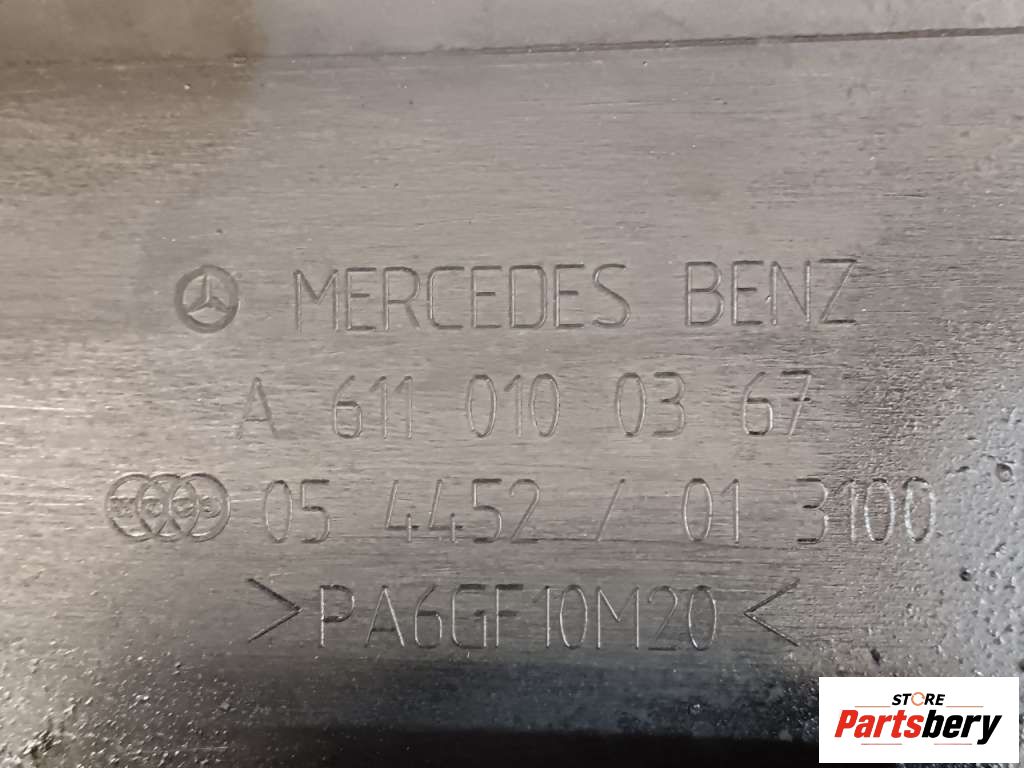 MERCEDES BENZ
A 611 010 03 67
05 4452 / 01 3100
>PA6GF10M20<
STORE
Partsbery